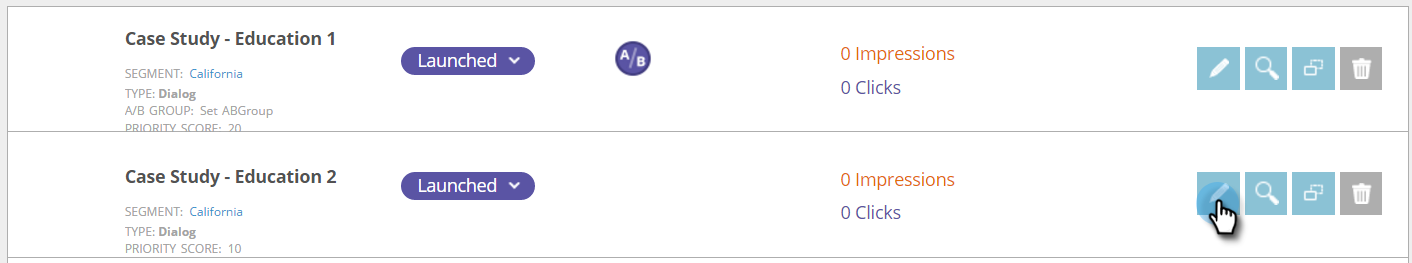 Case Study - Education 1
Launched
A/B
0 Impressions
0 Clicks
SEGMENT: California
TYPE: Dialog
A/B GROUP: Set ABGroup
PRIORITY SCORE: 20
Case Study - Education 2
Launched
0 Impressions
0 Clicks
SEGMENT: California
TYPE: Dialog
PRIORITY SCORE: 10